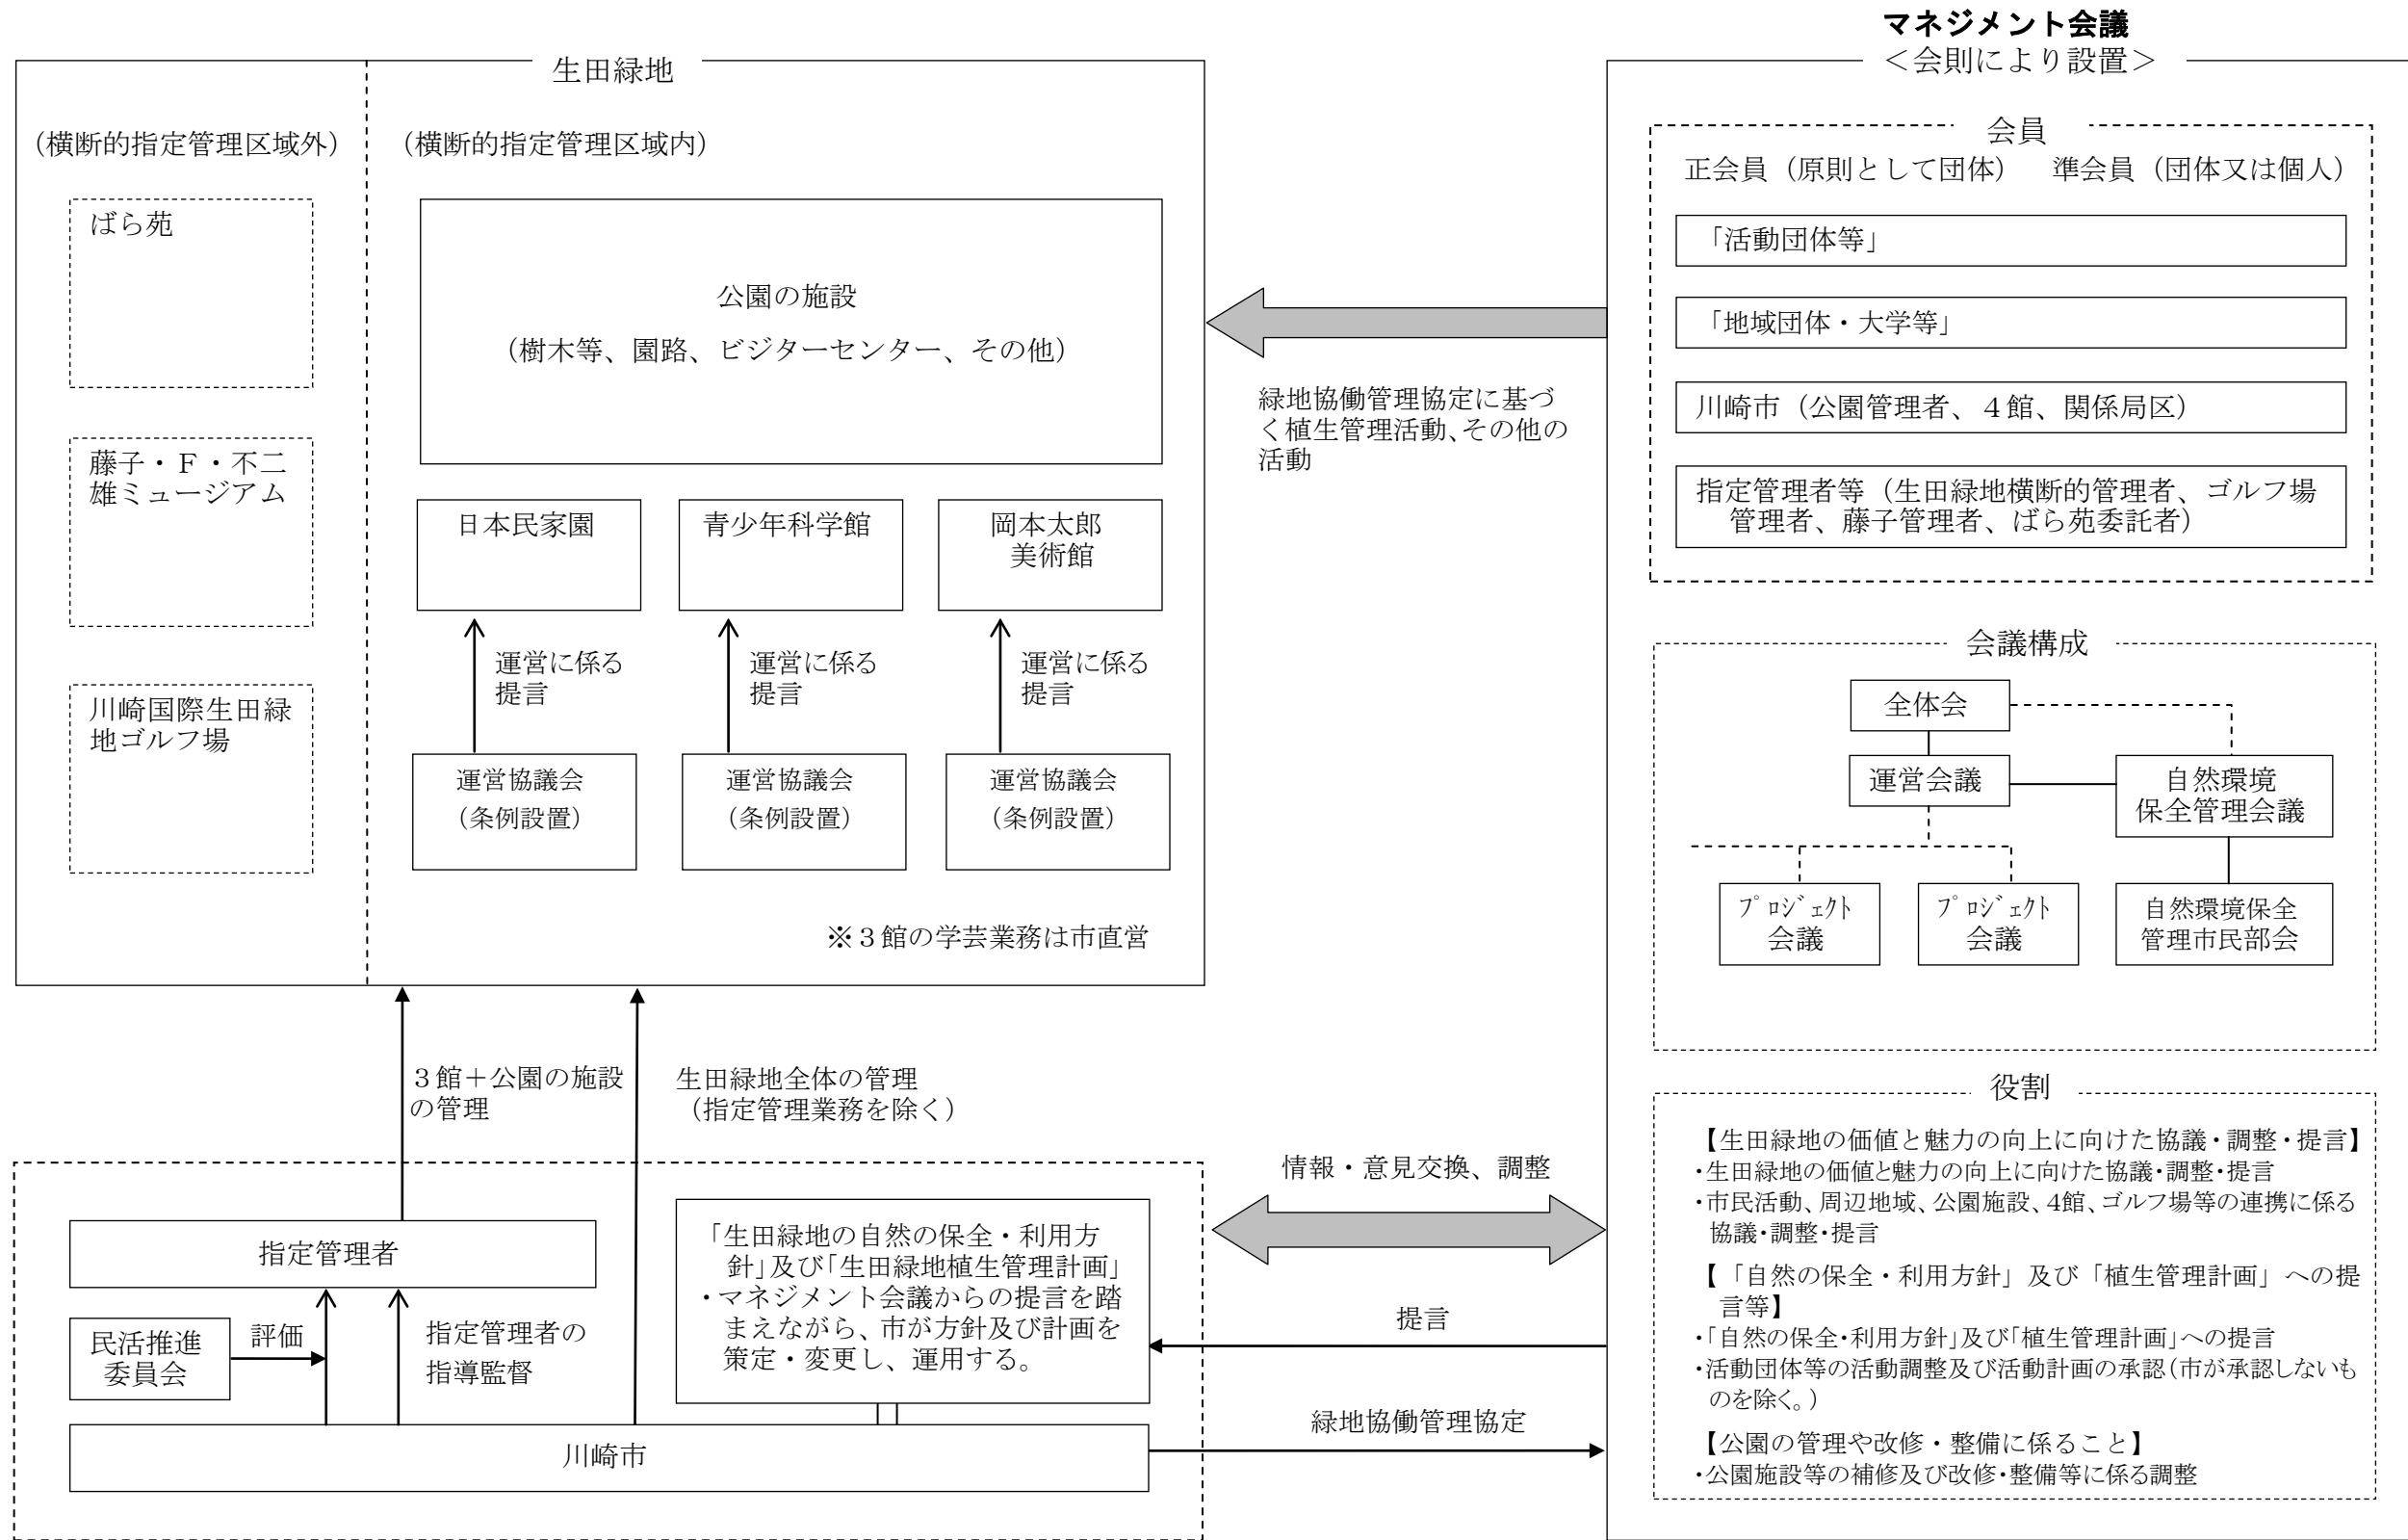 マネジメント会議
＜会則により設置＞
生田緑地
（横断的指定管理区域外）
（横断的指定管理区域内）
ばら苑
藤子・Ｆ・不二
雄ミュージアム
川崎国際生田緑
地ゴルフ場
公園の施設
（樹木等、園路、ビジターセンター、その他）
日本民家園
青少年科学館
岡本太郎
美術館
運営に係る
提言
運営に係る
提言
運営に係る
提言
運営協議会
（条例設置）
運営協議会
（条例設置）
運営協議会
（条例設置）
※３館の学芸業務は市直営
緑地協働管理協定に基づ
く植生管理活動、その他の
活動
会員
正会員（原則として団体）　準会員（団体又は個人）
「活動団体等」
「地域団体・大学等」
川崎市（公園管理者、４館、関係局区）
指定管理者等（生田緑地横断的管理者、ゴルフ場
管理者、藤子管理者、ばら苑委託者）
会議構成
全体会
運営会議
自然環境
保全管理会議
ﾌﾟﾛｼﾞｪｸﾄ
会議
ﾌﾟﾛｼﾞｪｸﾄ
会議
自然環境保全
管理市民部会
３館＋公園の施設
の管理
生田緑地全体の管理
（指定管理業務を除く）
指定管理者
民活推進
委員会
評価
指定管理者の
指導監督
「生田緑地の自然の保全・利用方
針」及び「生田緑地植生管理計画」
・マネジメント会議からの提言を踏
まえながら、市が方針及び計画を
策定・変更し、運用する。
川崎市
情報・意見交換、調整
提言
緑地協働管理協定
役割
【生田緑地の価値と魅力の向上に向けた協議・調整・提言】
・生田緑地の価値と魅力の向上に向けた協議・調整・提言
・市民活動、周辺地域、公園施設、4館、ゴルフ場等の連携に係る
協議・調整・提言
【「自然の保全・利用方針」及び「植生管理計画」への提
言等】
・「自然の保全・利用方針」及び「植生管理計画」への提言
・活動団体等の活動調整及び活動計画の承認（市が承認しないも
のを除く。）
【公園の管理や改修・整備に係ること】
・公園施設等の補修及び改修・整備等に係る調整